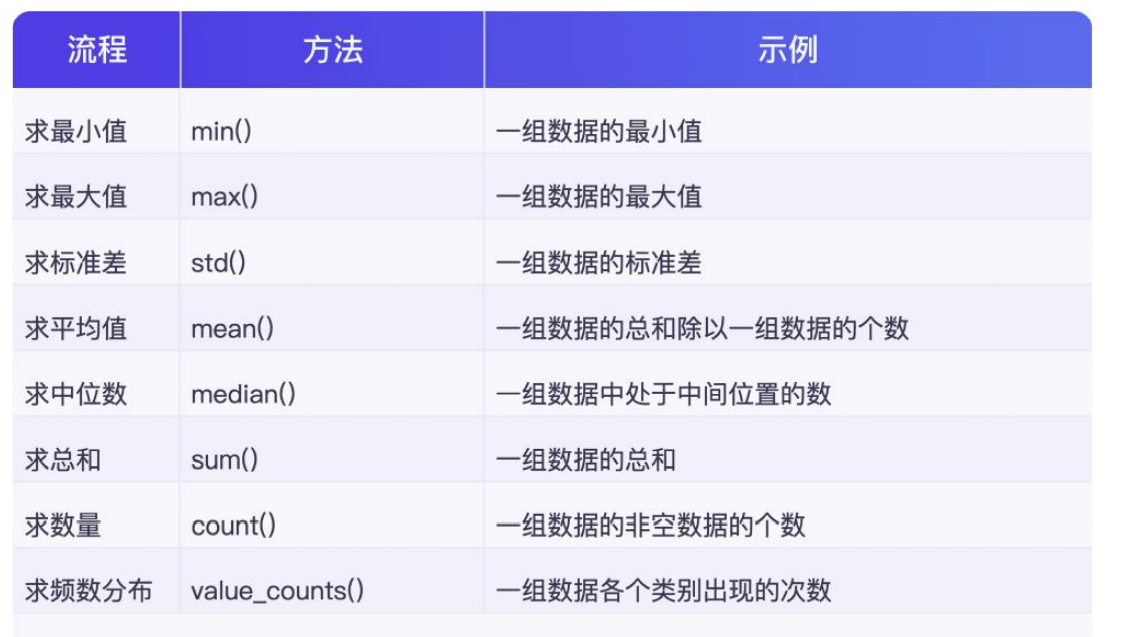 流程 方法 示例
求最小值 min() 一组数据的最小值
求最大值 max() 一组数据的最大值
求标准差 std() 一组数据的标准差
求平均值 mean() 一组数据的总和除以一组数据的个数
求中位数 median() 一组数据中处于中间位置的数
求总和 sum() 一组数据的总和
求数量 count() 一组数据的非空数据的个数
求频数分布 value_counts() 一组数据各个类别出现的次数